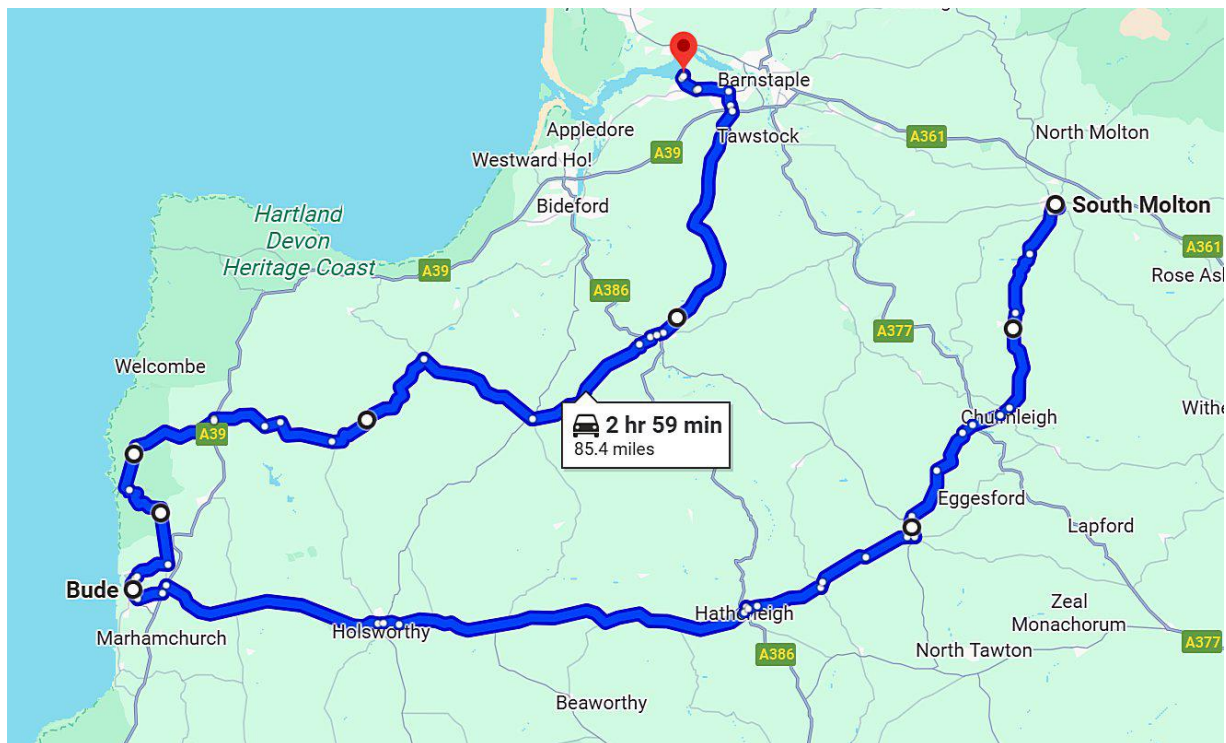 Barnstaple
Appledore
Tawstock
A361
North Molton
Westward Ho!
A39
Bideford
South Molton
Hartland
Devon
Heritage Coast
A39
A386
A361
Rose Ash
A377
Welcombe
A39
2 hr 59 min
85.4 miles
Chulmleigh
Eggesford
Lapford
Bude
Marhamchurch
Holsworthy
Hatherleigh
Zeal
Monachorum
North Tawton
A386
A377
Beaworthy